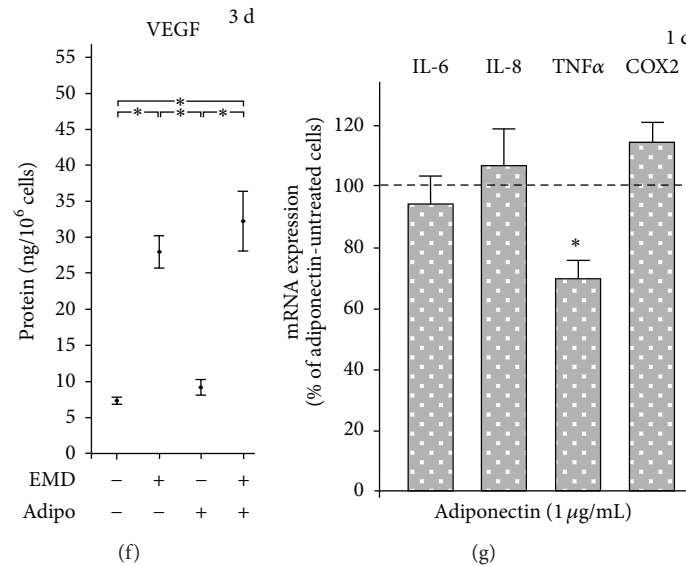 VEGF 3 d
Protein (ng/10⁶ cells)
55
50
45
40
35
30
25
20
15
10
5
0
*
* * *
EMD − + − +
Adipo − − + +
(f)
1 d
IL-6 IL-8 TNFα COX2
mRNA expression
(% of adiponectin-untreated cells)
120
100
80
60
40
20
0
*
Adiponectin (1 μg/mL)
(g)